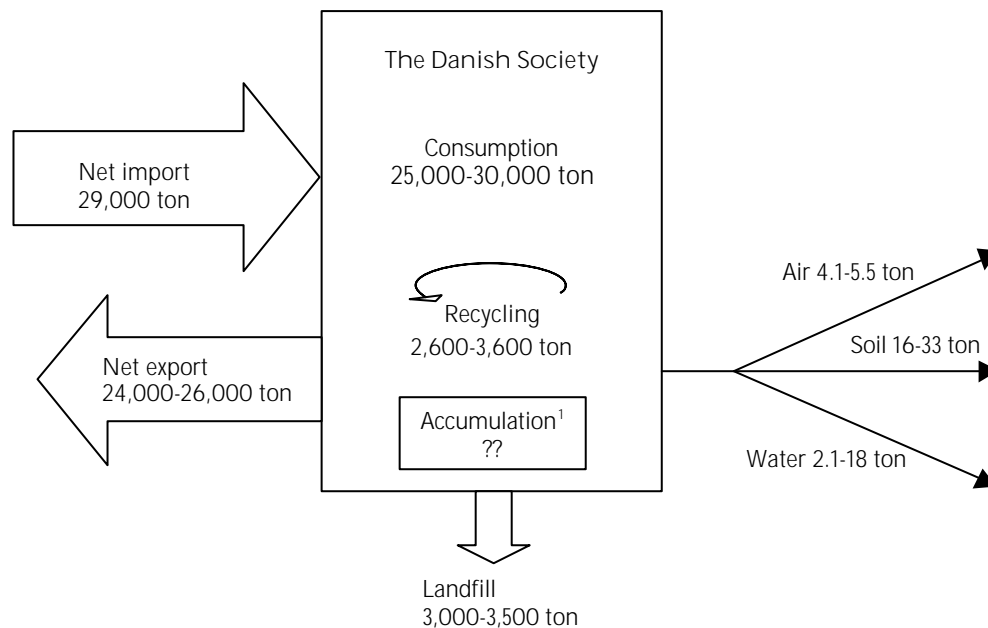 The Danish Society
Consumption
25,000-30,000 ton
Net import
29,000 ton
Recycling
2,600-3,600 ton
Net export
24,000-26,000 ton
Accumulation¹
??
Air 4.1-5.5 ton
Soil 16-33 ton
Water 2.1-18 ton
Landfill
3,000-3,500 ton